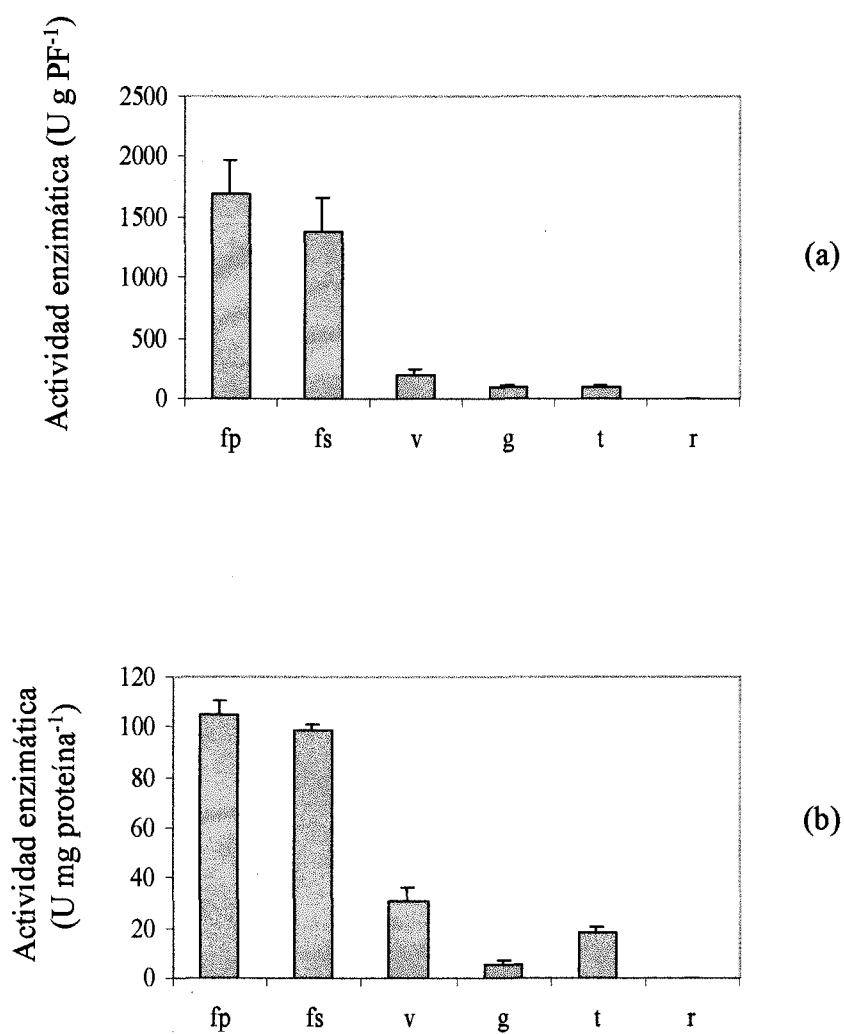 Actividad enzimática (U g PF⁻¹)
2500
2000
1500
1000
500
0
fp fs v g t r
(a)
Actividad enzimática
(U mg proteína⁻¹)
120
100
80
60
40
20
0
fp fs v g t r
(b)